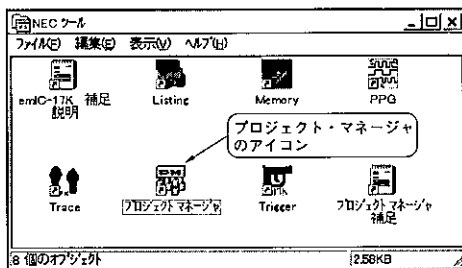 NEC ツール
ファイル(F) 編集(E) 表示(V) ヘルプ(H)
emIC-17K 補足説明
Listing
Memory
PPG
プロジェクト・マネージャ
のアイコン
Trace
プロジェクト マネージャ
Trigger
プロジェクト マネージャ
補足
8 個のオブジェクト
2.58KB